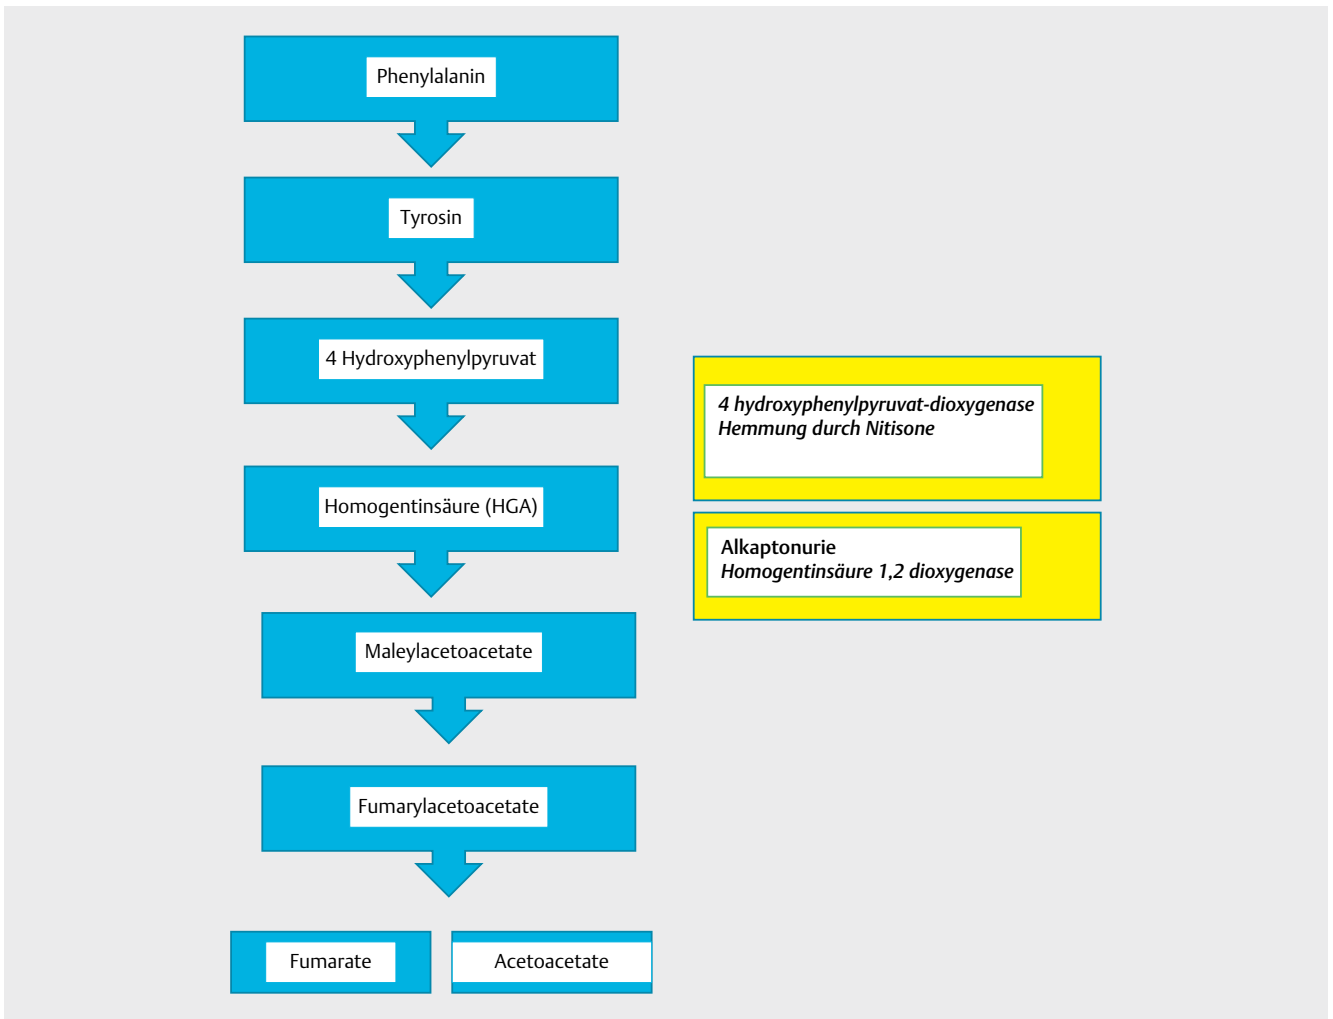 Phenylalanin
Tyrosin
4 Hydroxyphenylpyruvat
4 hydroxyphenylpyruvat-dioxygenase
Hemmung durch Nitisone
Homogentinsäure (HGA)
Alkaptonurie
Homogentinsäure 1,2 dioxygenase
Maleylacetoacetate
Fumarylacetoacetate
Fumarate
Acetoacetate